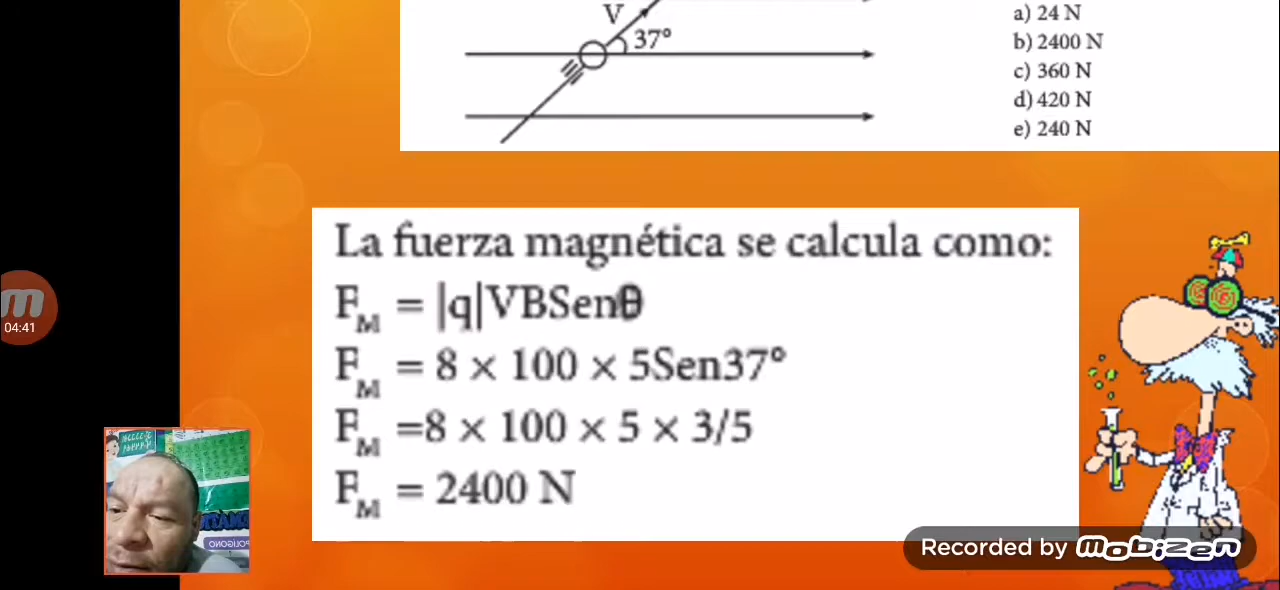 V
37°
a) 24 N
b) 2400 N
c) 360 N
d) 420 N
e) 240 N
La fuerza magnética se calcula como:
F_M = |q|VBSenθ
F_M = 8 × 100 × 5Sen37°
F_M =8 × 100 × 5 × 3/5
F_M = 2400 N
04:41
POLIGONO
Recorded by Mobizen